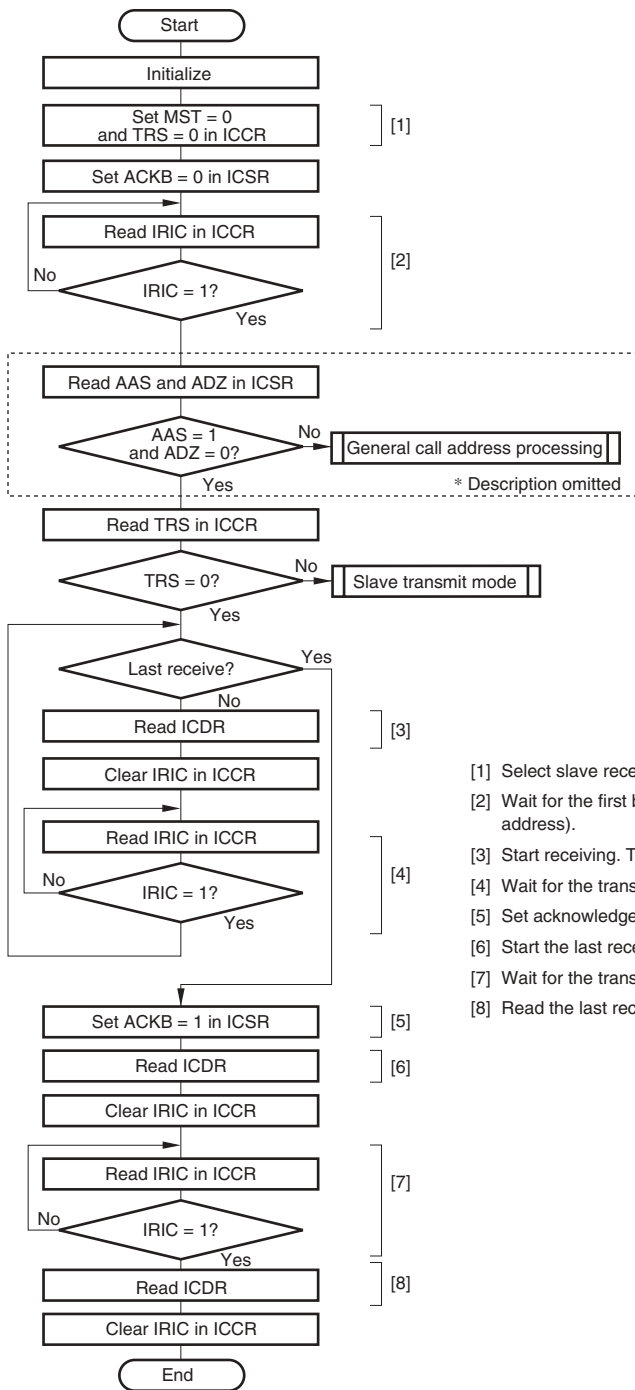 Start
Initialize
Set MST = 0
and TRS = 0 in ICCR
[1]
Set ACKB = 0 in ICSR
Read IRIC in ICCR
[2]
No
IRIC = 1?
Yes
Read AAS and ADZ in ICSR
AAS = 1
and ADZ = 0?
No
General call address processing
Yes
* Description omitted
Read TRS in ICCR
TRS = 0?
No
Slave transmit mode
Yes
Last receive?
Yes
No
Read ICDR
[3]
Clear IRIC in ICCR
Read IRIC in ICCR
[4]
No
IRIC = 1?
Yes
Set ACKB = 1 in ICSR
[5]
Read ICDR
[6]
Clear IRIC in ICCR
Read IRIC in ICCR
[7]
No
IRIC = 1?
Yes
Read ICDR
[8]
Clear IRIC in ICCR
End
[1] Select slave
[2] Wait for the first
address).
[3] Start receiving.
[4] Wait for the
[5] Set acknowledge
[6] Start the last
[7] Wait for the
[8] Read the last